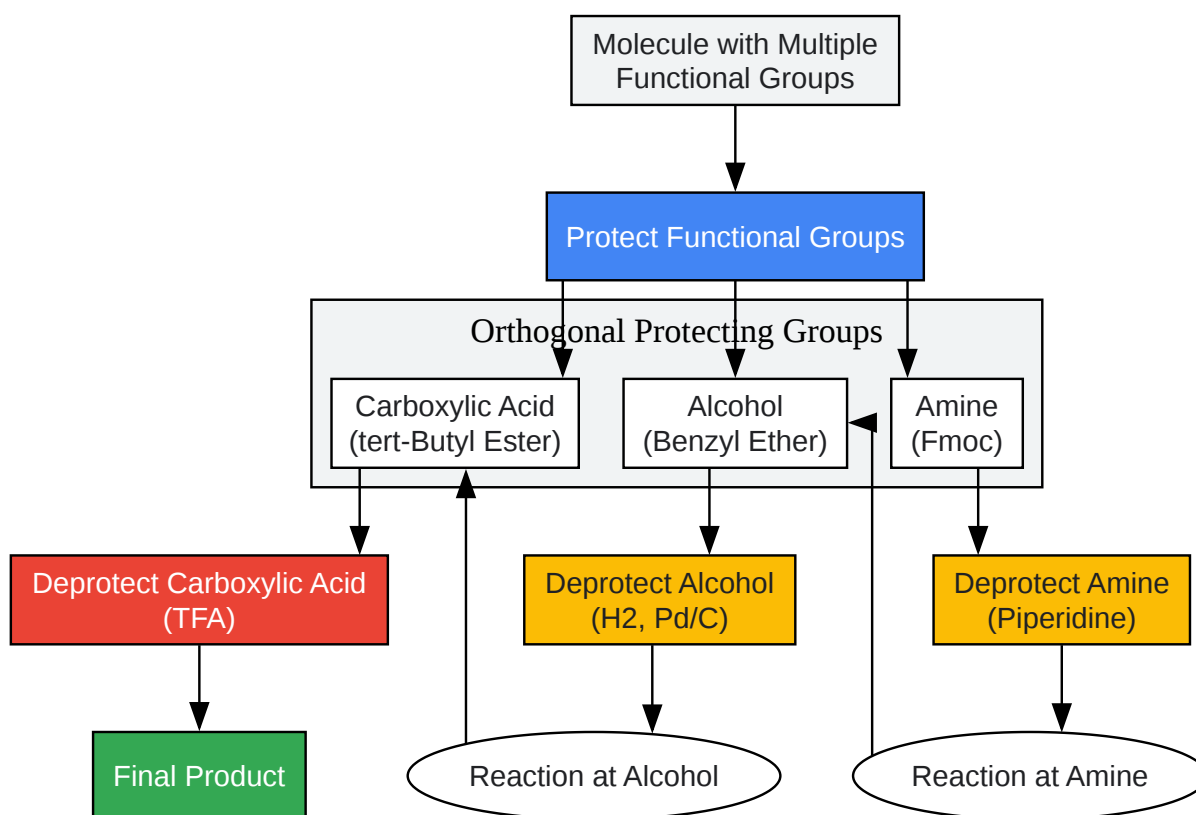 Molecule with Multiple
Functional Groups
Protect Functional Groups
Orthogonal Protecting Groups
Carboxylic Acid
(tert-Butyl Ester)
Alcohol
(Benzyl Ether)
Amine
(Fmoc)
Deprotect Carboxylic Acid
(TFA)
Deprotect Alcohol
(H2, Pd/C)
Deprotect Amine
(Piperidine)
Final Product
Reaction at Alcohol
Reaction at Amine